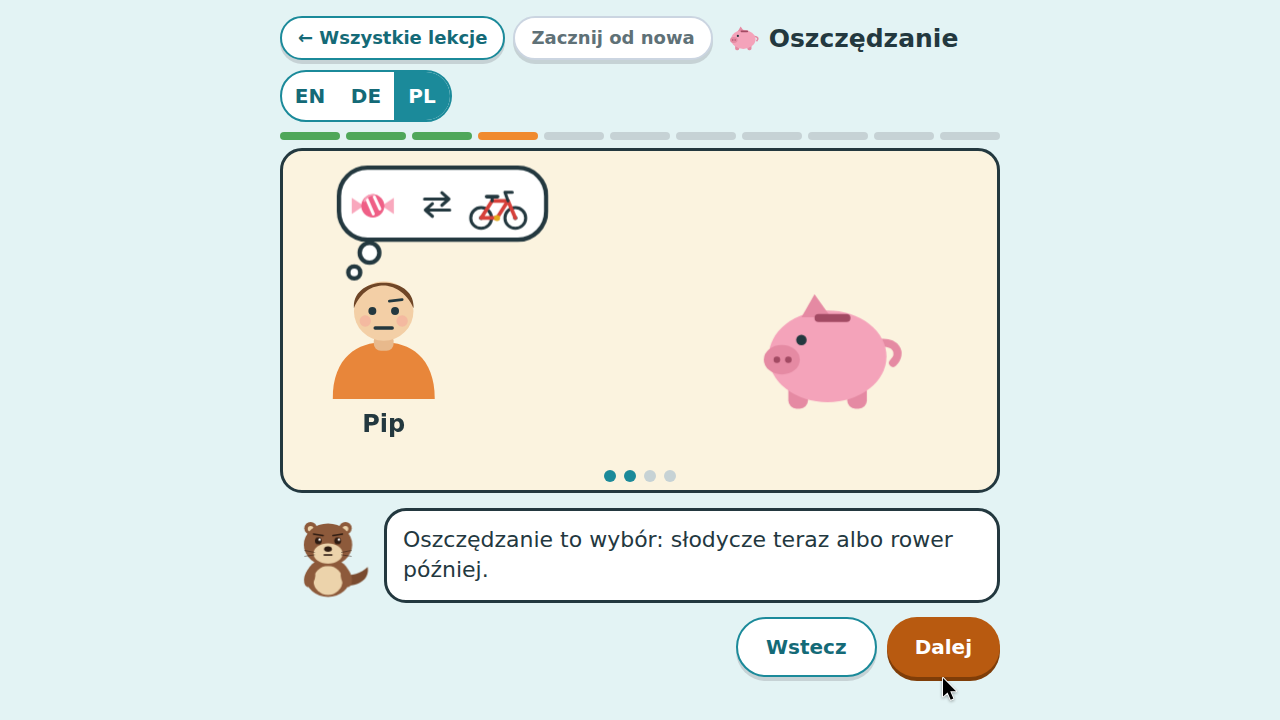 ← Wszystkie lekcje
Zacznij od nowa
Oszczędzanie
EN DE PL
Pip
Oszczędzanie to wybór: słodycze teraz albo rower
później.
Wstecz
Dalej